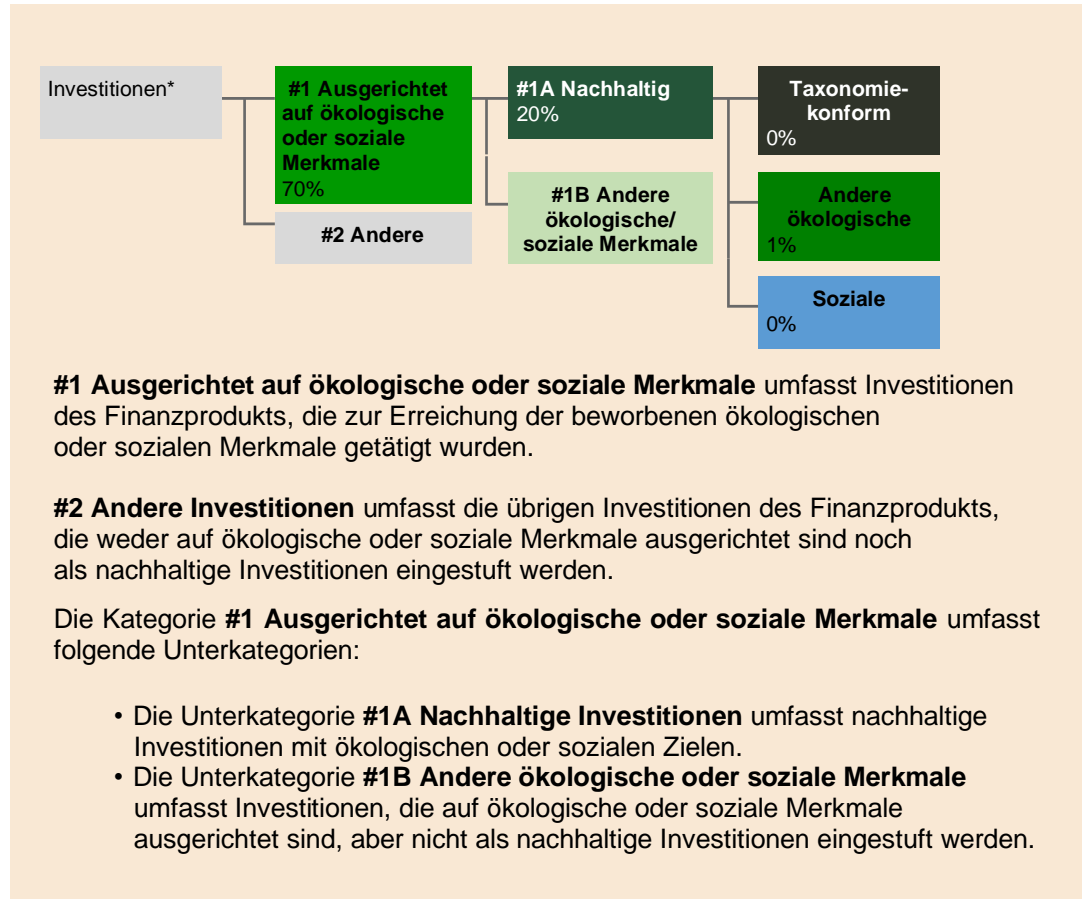 Investitionen*
#1 Ausgerichtet
auf ökologische
oder soziale
Merkmale
70%
#2 Andere
#1A Nachhaltig
20%
#1B Andere
ökologische/
soziale Merkmale
Taxonomie-
konform
0%
Andere
ökologische
1%
Soziale
0%
#1 Ausgerichtet auf ökologische oder soziale Merkmale umfasst Investitionen
des Finanzprodukts, die zur Erreichung der beworbenen ökologischen
oder sozialen Merkmale getätigt wurden.
#2 Andere Investitionen umfasst die übrigen Investitionen des Finanzprodukts,
die weder auf ökologische oder soziale Merkmale ausgerichtet sind noch
als nachhaltige Investitionen eingestuft werden.
Die Kategorie #1 Ausgerichtet auf ökologische oder soziale Merkmale umfasst
folgende Unterkategorien:
• Die Unterkategorie #1A Nachhaltige Investitionen umfasst nachhaltige
Investitionen mit ökologischen oder sozialen Zielen.
• Die Unterkategorie #1B Andere ökologische oder soziale Merkmale
umfasst Investitionen, die auf ökologische oder soziale Merkmale
ausgerichtet sind, aber nicht als nachhaltige Investitionen eingestuft werden.